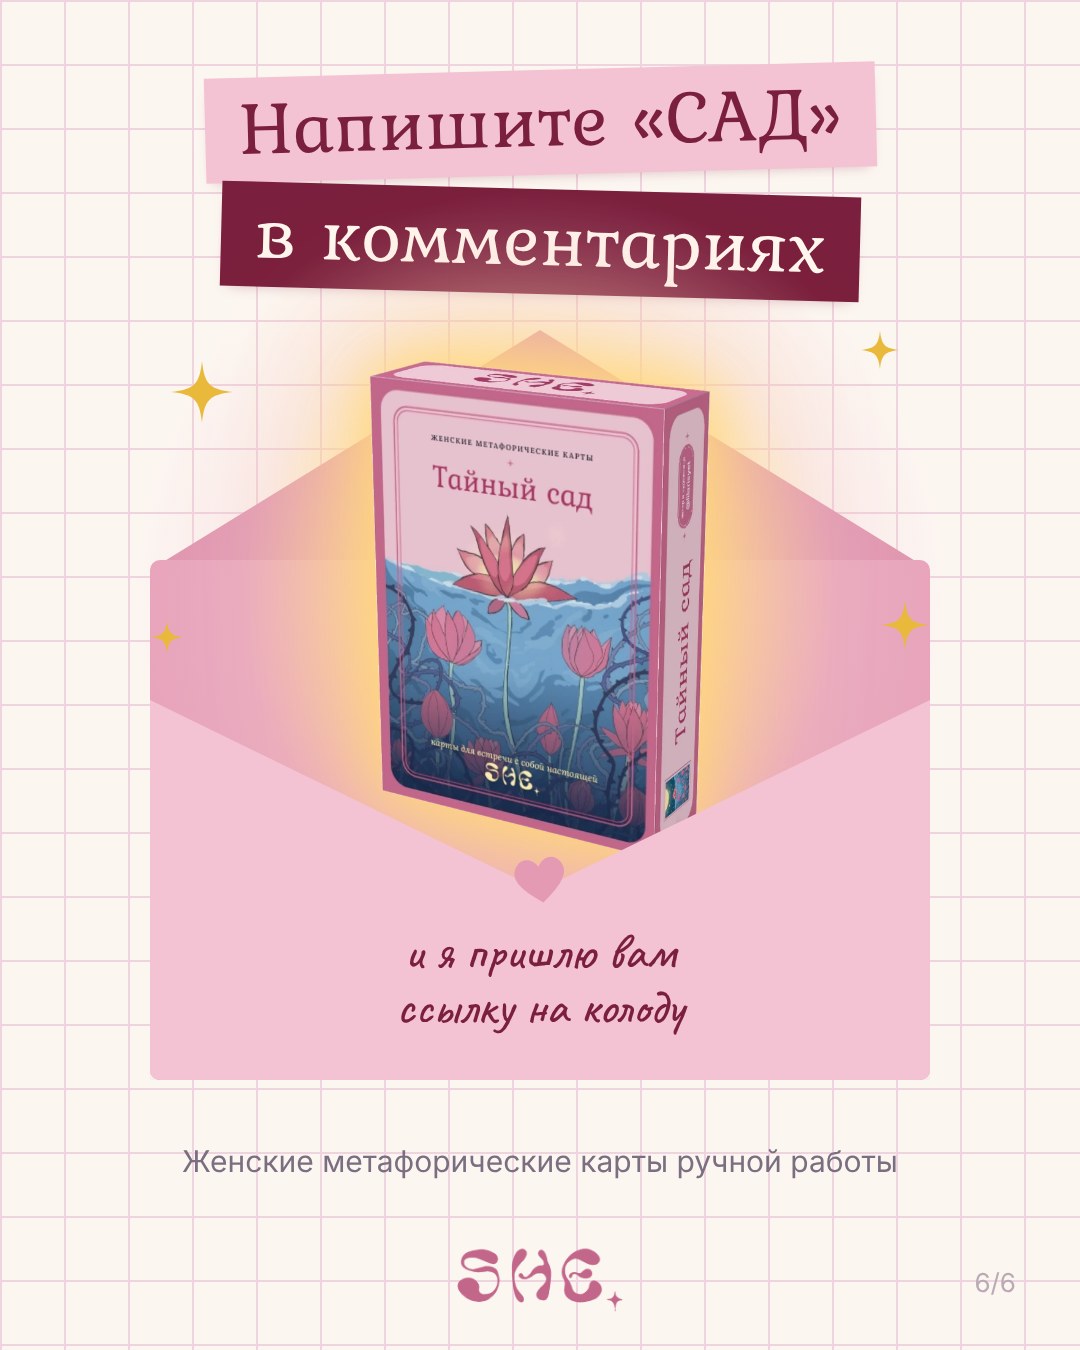 Напишите «САД»
в комментариях
SHE.
ЖЕНСКИЕ МЕТАФОРИЧЕСКИЕ КАРТЫ
Тайный сад
карты для встречи с собой настоящей
SHE.
Тайный сад
и я пришлю вам
ссылку на колоду
Женские метафорические карты ручной работы
SHE.
6/6